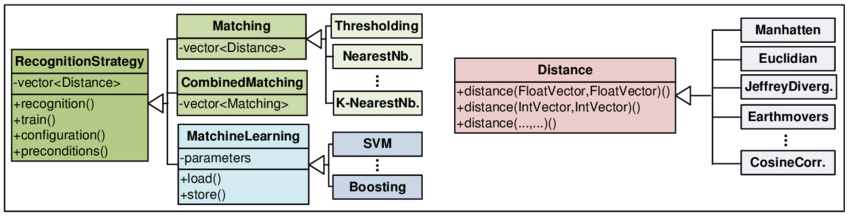 RecognitionStrategy
-vector<Distance>
+recognition()
+train()
+configuration()
+preconditions()
Matching
-vector<Distance>
CombinedMatching
-vector<Matching>
MatchineLearning
-parameters
+load()
+store()
Thresholding
NearestNb.
K-NearestNb.
SVM
Boosting
Distance
+distance(FloatVector,FloatVector)()
+distance(IntVector,IntVector)()
+distance(...,...)()
Manhatten
Euclidian
JeffreyDiverg.
Earthmovers
CosineCorr.